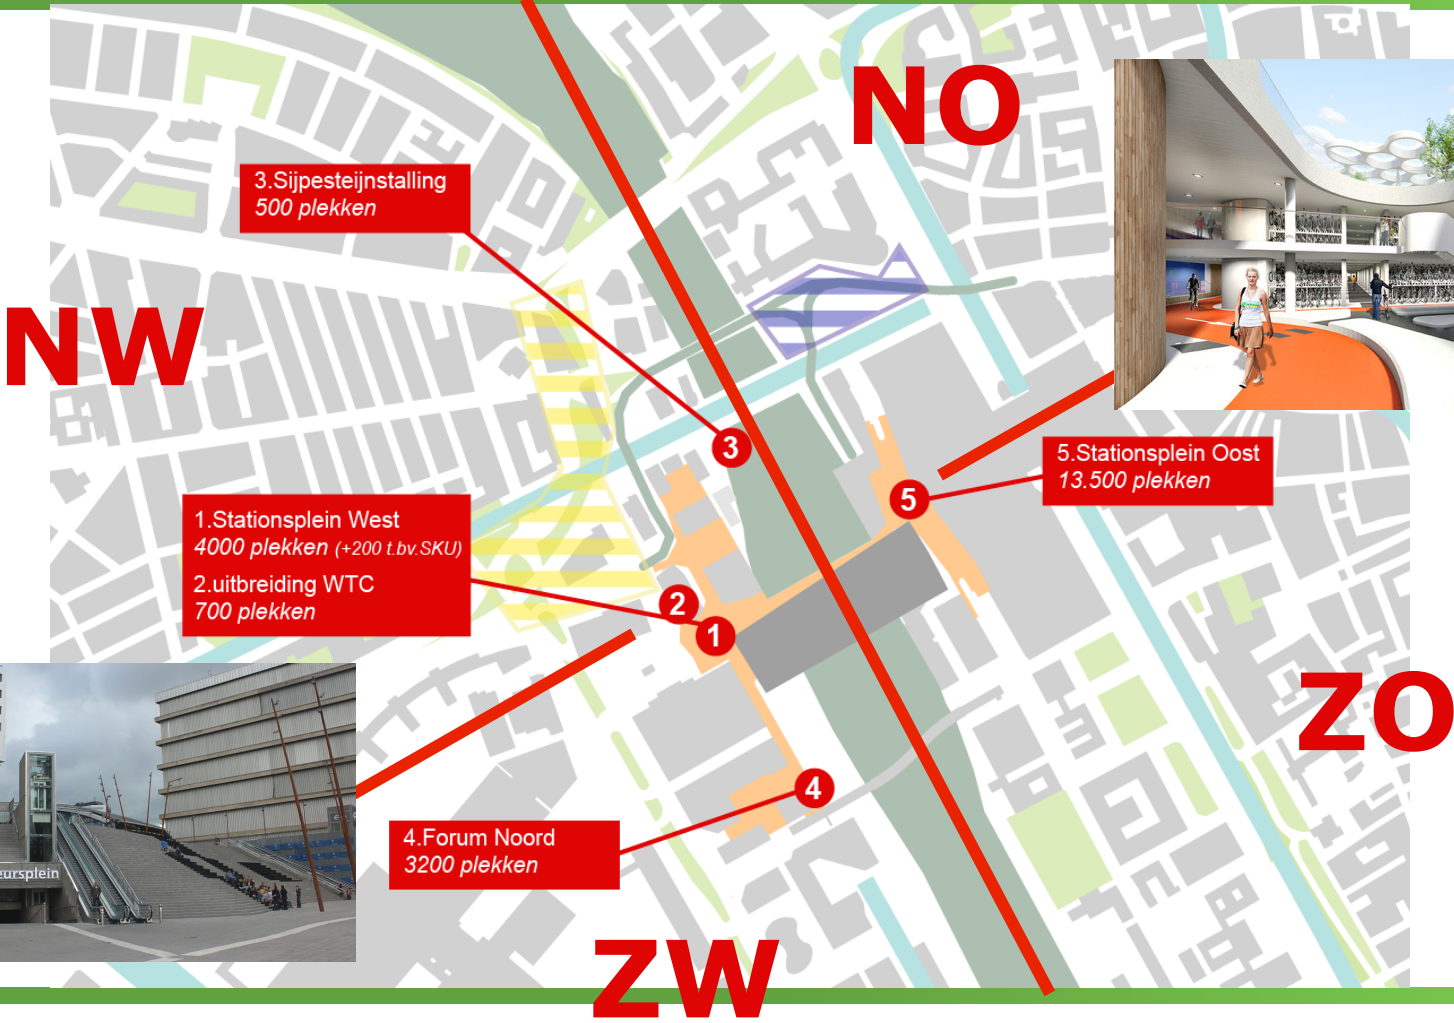 NO
3.Sijpesteijnstalling
500 plekken
NW
5.Stationsplein Oost
13.500 plekken
1.Stationsplein West
4000 plekken (+200 t.bv.SKU)
2.uitbreiding WTC
700 plekken
3
5
2
1
ZO
4
4.Forum Noord
3200 plekken
eursplein
ZW